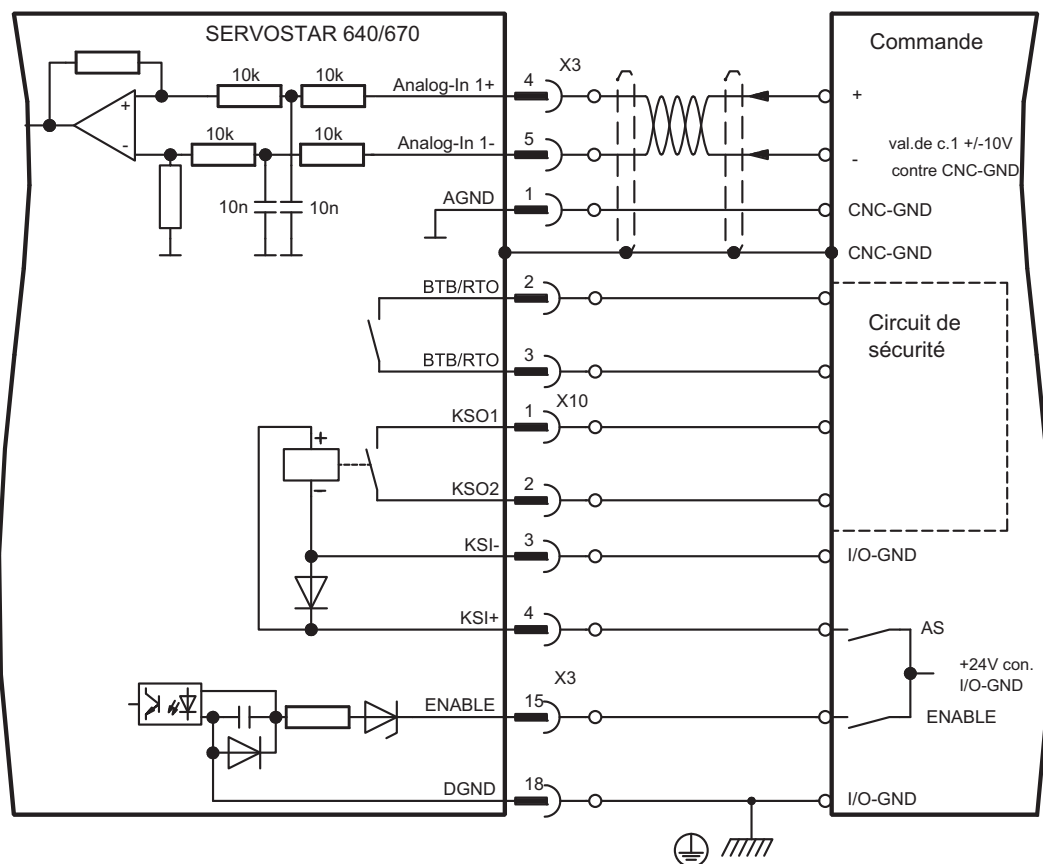 SERVOSTAR 640/670
Commande
10k
10k
Analog-In 1+
4
X3
+
+
-
10k
10k
Analog-In 1-
5
-
val.de c.1 +/-10V
contre CNC-GND
10n
10n
AGND
1
CNC-GND
CNC-GND
BTB/RTO
2
Circuit de
sécurité
BTB/RTO
3
X10
KSO1
1
+
-
KSO2
2
KSI-
3
I/O-GND
KSI+
4
AS
+24V con.
I/O-GND
X3
ENABLE
15
ENABLE
DGND
18
I/O-GND